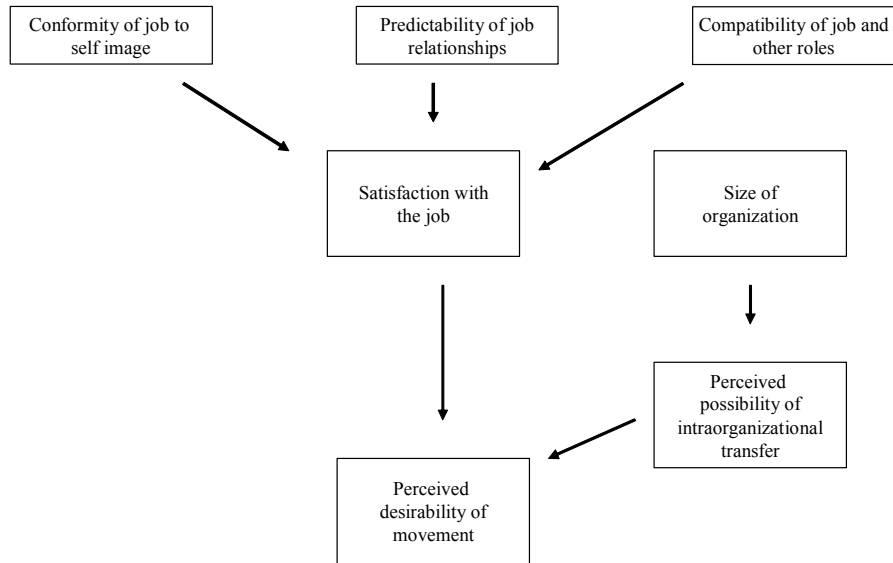 Conformity of job to
self image
Predictability of job
relationships
Compatibility of job and
other roles
Satisfaction with
the job
Size of
organization
Perceived
possibility of
intraorganizational
transfer
Perceived
desirability of
movement